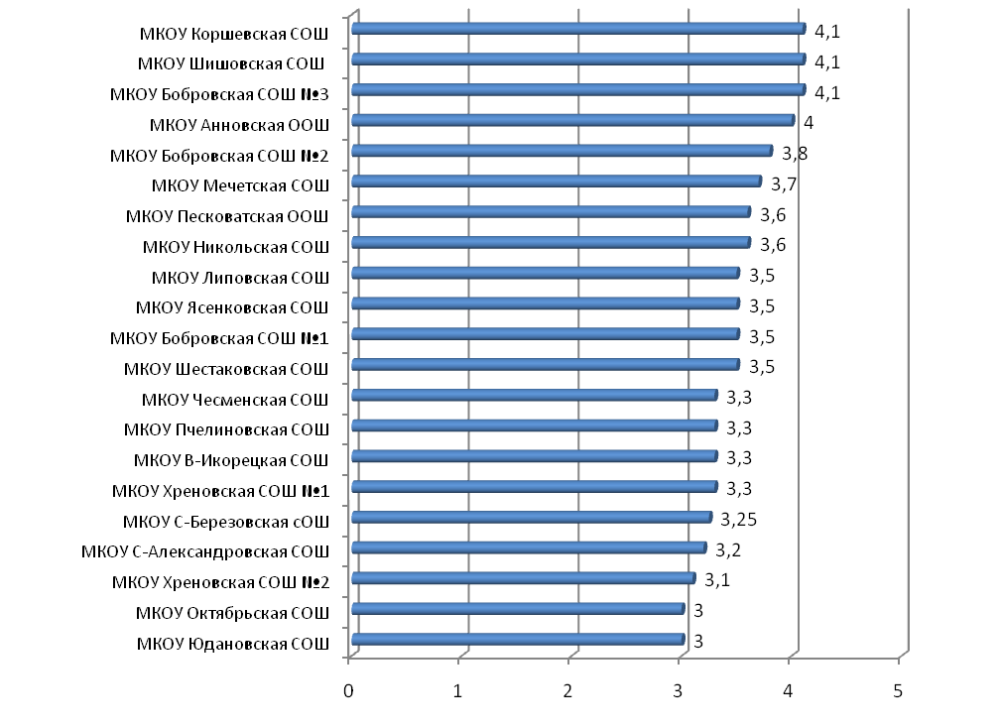 МКОУ Коршевская СОШ 4,1
МКОУ Шишовская СОШ 4,1
МКОУ Бобровская СОШ №3 4,1
МКОУ Анновская ООШ 4
МКОУ Бобровская СОШ №2 3,8
МКОУ Мечетская СОШ 3,7
МКОУ Песковатская ООШ 3,6
МКОУ Никольская СОШ 3,6
МКОУ Липовская СОШ 3,5
МКОУ Ясенковская СОШ 3,5
МКОУ Бобровская СОШ №1 3,5
МКОУ Шестаковская СОШ 3,5
МКОУ Чесменская СОШ 3,3
МКОУ Пчелиновская СОШ 3,3
МКОУ В-Икорецкая СОШ 3,3
МКОУ Хреновская СОШ №1 3,3
МКОУ С-Березовская сОШ 3,25
МКОУ С-Александровская СОШ 3,2
МКОУ Хреновская СОШ №2 3,1
МКОУ Октябрьская СОШ 3
МКОУ Юдановская СОШ 3
0 1 2 3 4 5